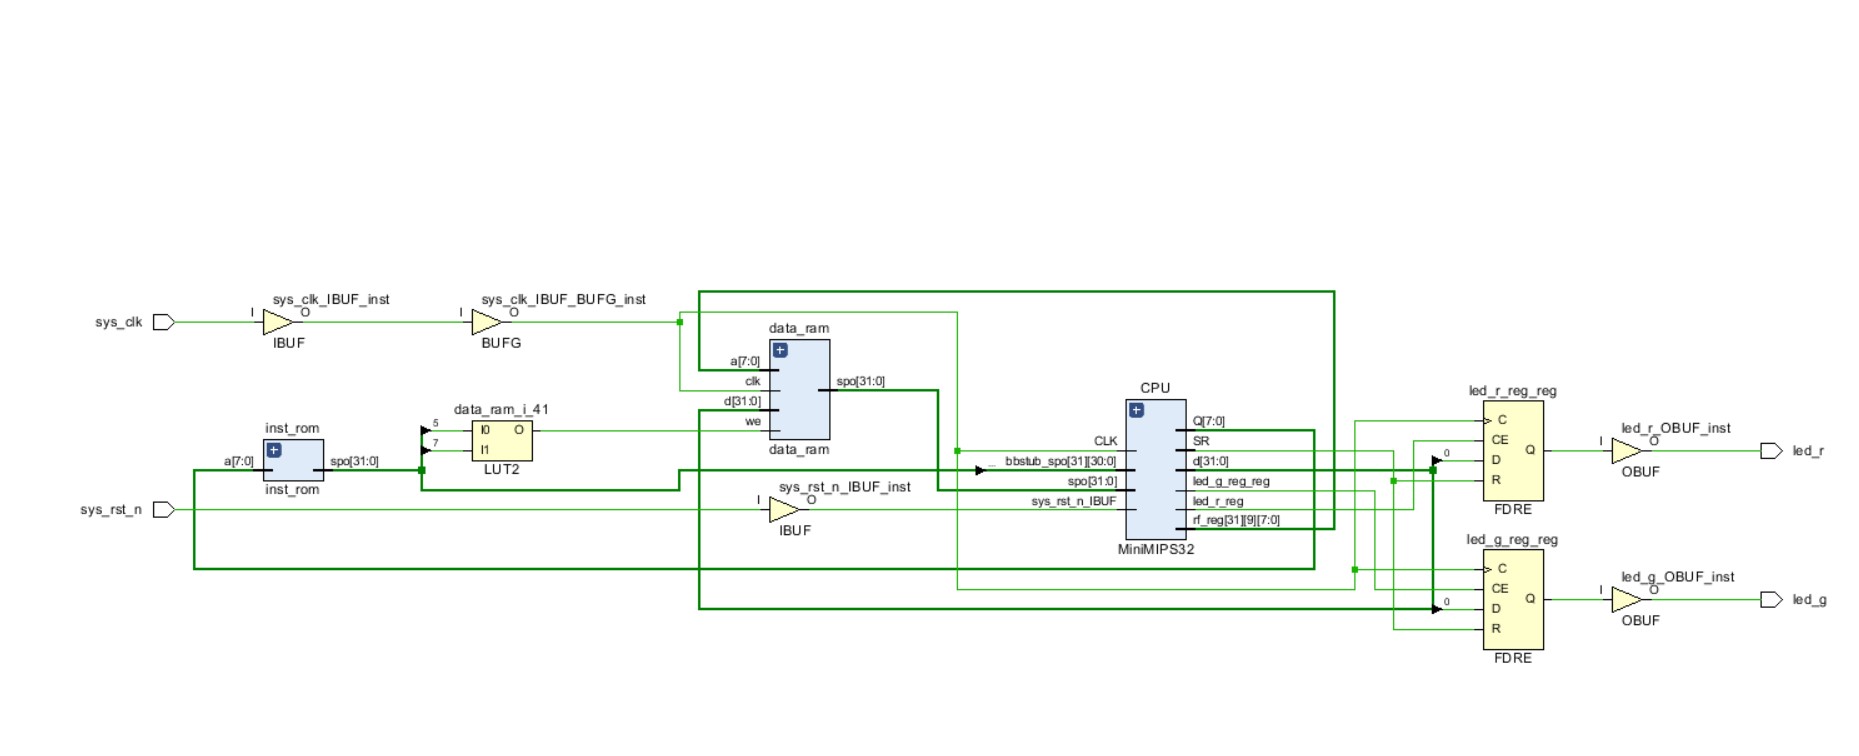 sys_clk
I
sys_clk_IBUF_inst
O
IBUF
I
sys_clk_IBUF_BUFG_inst
O
BUFG
data_ram
a[7:0]
clk
d[31:0]
we
spo[31:0]
data_ram
inst_rom
a[7:0]
spo[31:0]
inst_rom
data_ram_i_41
5
I0
O
7
I1
LUT2
sys_rst_n
I
sys_rst_n_IBUF_inst
O
IBUF
CPU
CLK
... bbstub_spo[31][30:0]
spo[31:0]
sys_rst_n_IBUF
Q[7:0]
SR
d[31:0]
led_g_reg_reg
led_r_reg
rf_reg[31][9][7:0]
MiniMIPS32
led_r_reg_reg
C
CE
0
D
R
Q
FDRE
I
led_r_OBUF_inst
O
OBUF
led_r
led_g_reg_reg
C
CE
0
D
R
Q
FDRE
I
led_g_OBUF_inst
O
OBUF
led_g